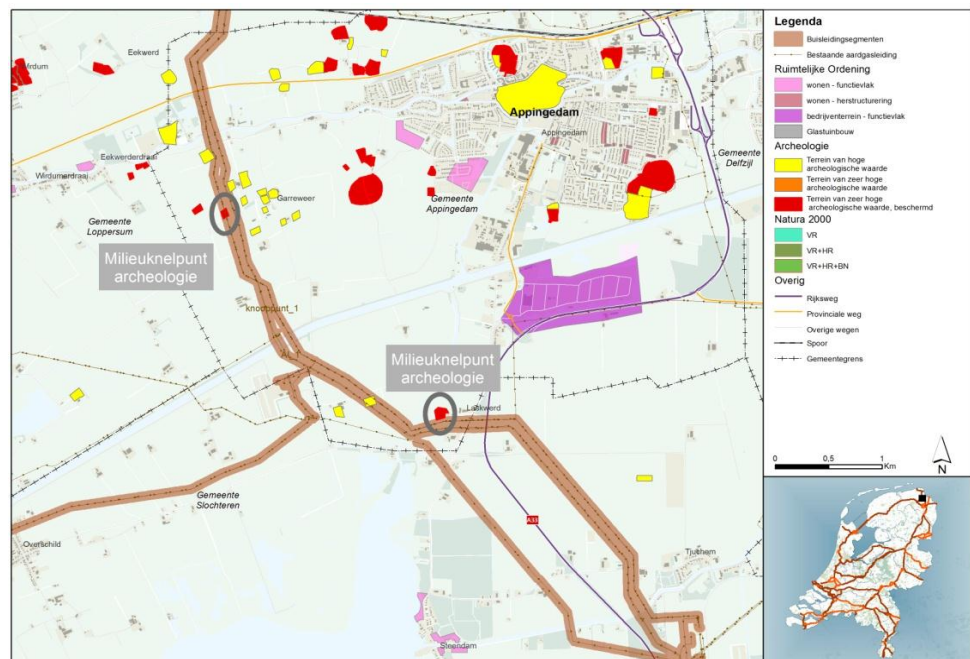 Eekwerd
Wirdum
Appingedam
Appingedam
Gemeente
Delfzijl
Eekwerderdraai
Wirdumerdraai
Garreweer
Gemeente
Appingedam
Gemeente
Loppersum
Milieuknelpunt
archeologie
knooppunt_1
Milieuknelpunt
archeologie
Laskwerd
Gemeente
Slochteren
A33
Overschild
Tjuchem
Steendam
Legenda
Buisleidingsegmenten
Bestaande aardgasleiding
Ruimtelijke Ordening
wonen - functievlak
wonen - herstructurering
bedrijventerrein - functievlak
Glastuinbouw
Archeologie
Terrein van hoge
archeologische waarde
Terrein van zeer hoge
archeologische waarde
Terrein van zeer hoge
archeologische waarde, beschermd
Natura 2000
VR
VR+HR
VR+HR+BN
Overig
Rijksweg
Provinciale weg
Overige wegen
Spoor
Gemeentegrens
0 0,5 1
Km
N